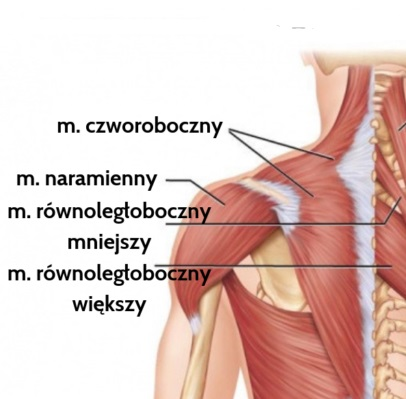 m. czworoboczny
m. naramienny
m. równoległoboczny
mniejszy
m. równoległoboczny
większy